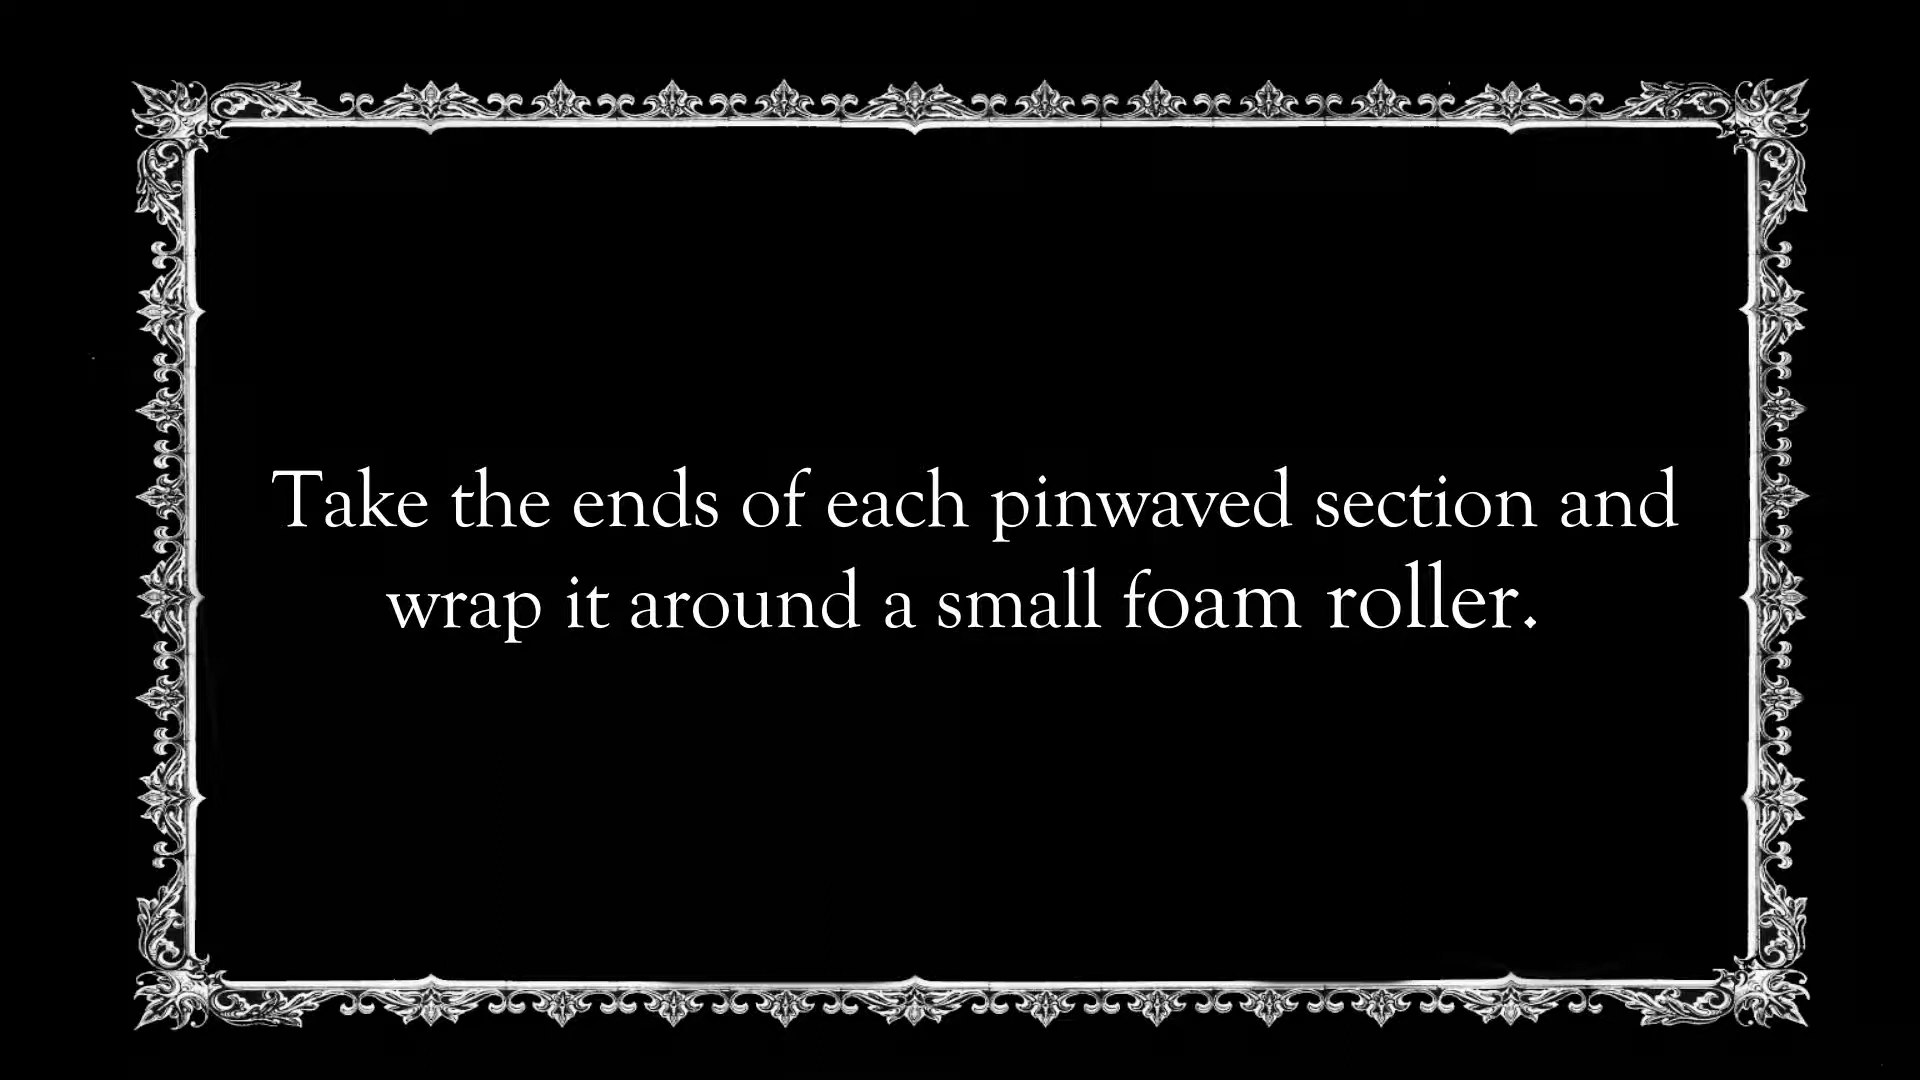 Take the ends of each pinwaved section and
wrap it around a small foam roller.